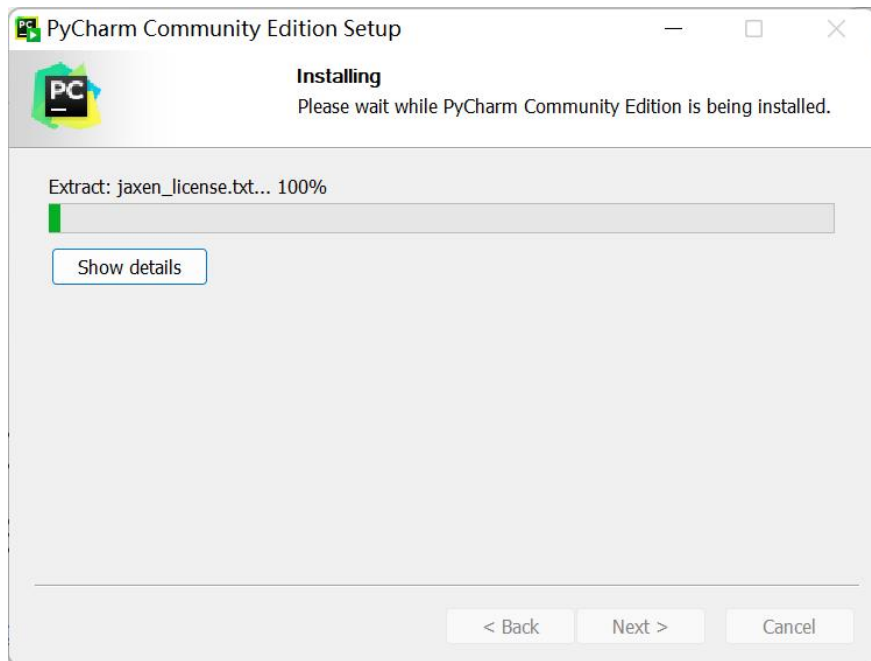 PyCharm Community Edition Setup
PC
Installing
Please wait while PyCharm Community Edition is being installed.
Extract: jaxen_license.txt... 100%
Show details
< Back
Next >
Cancel